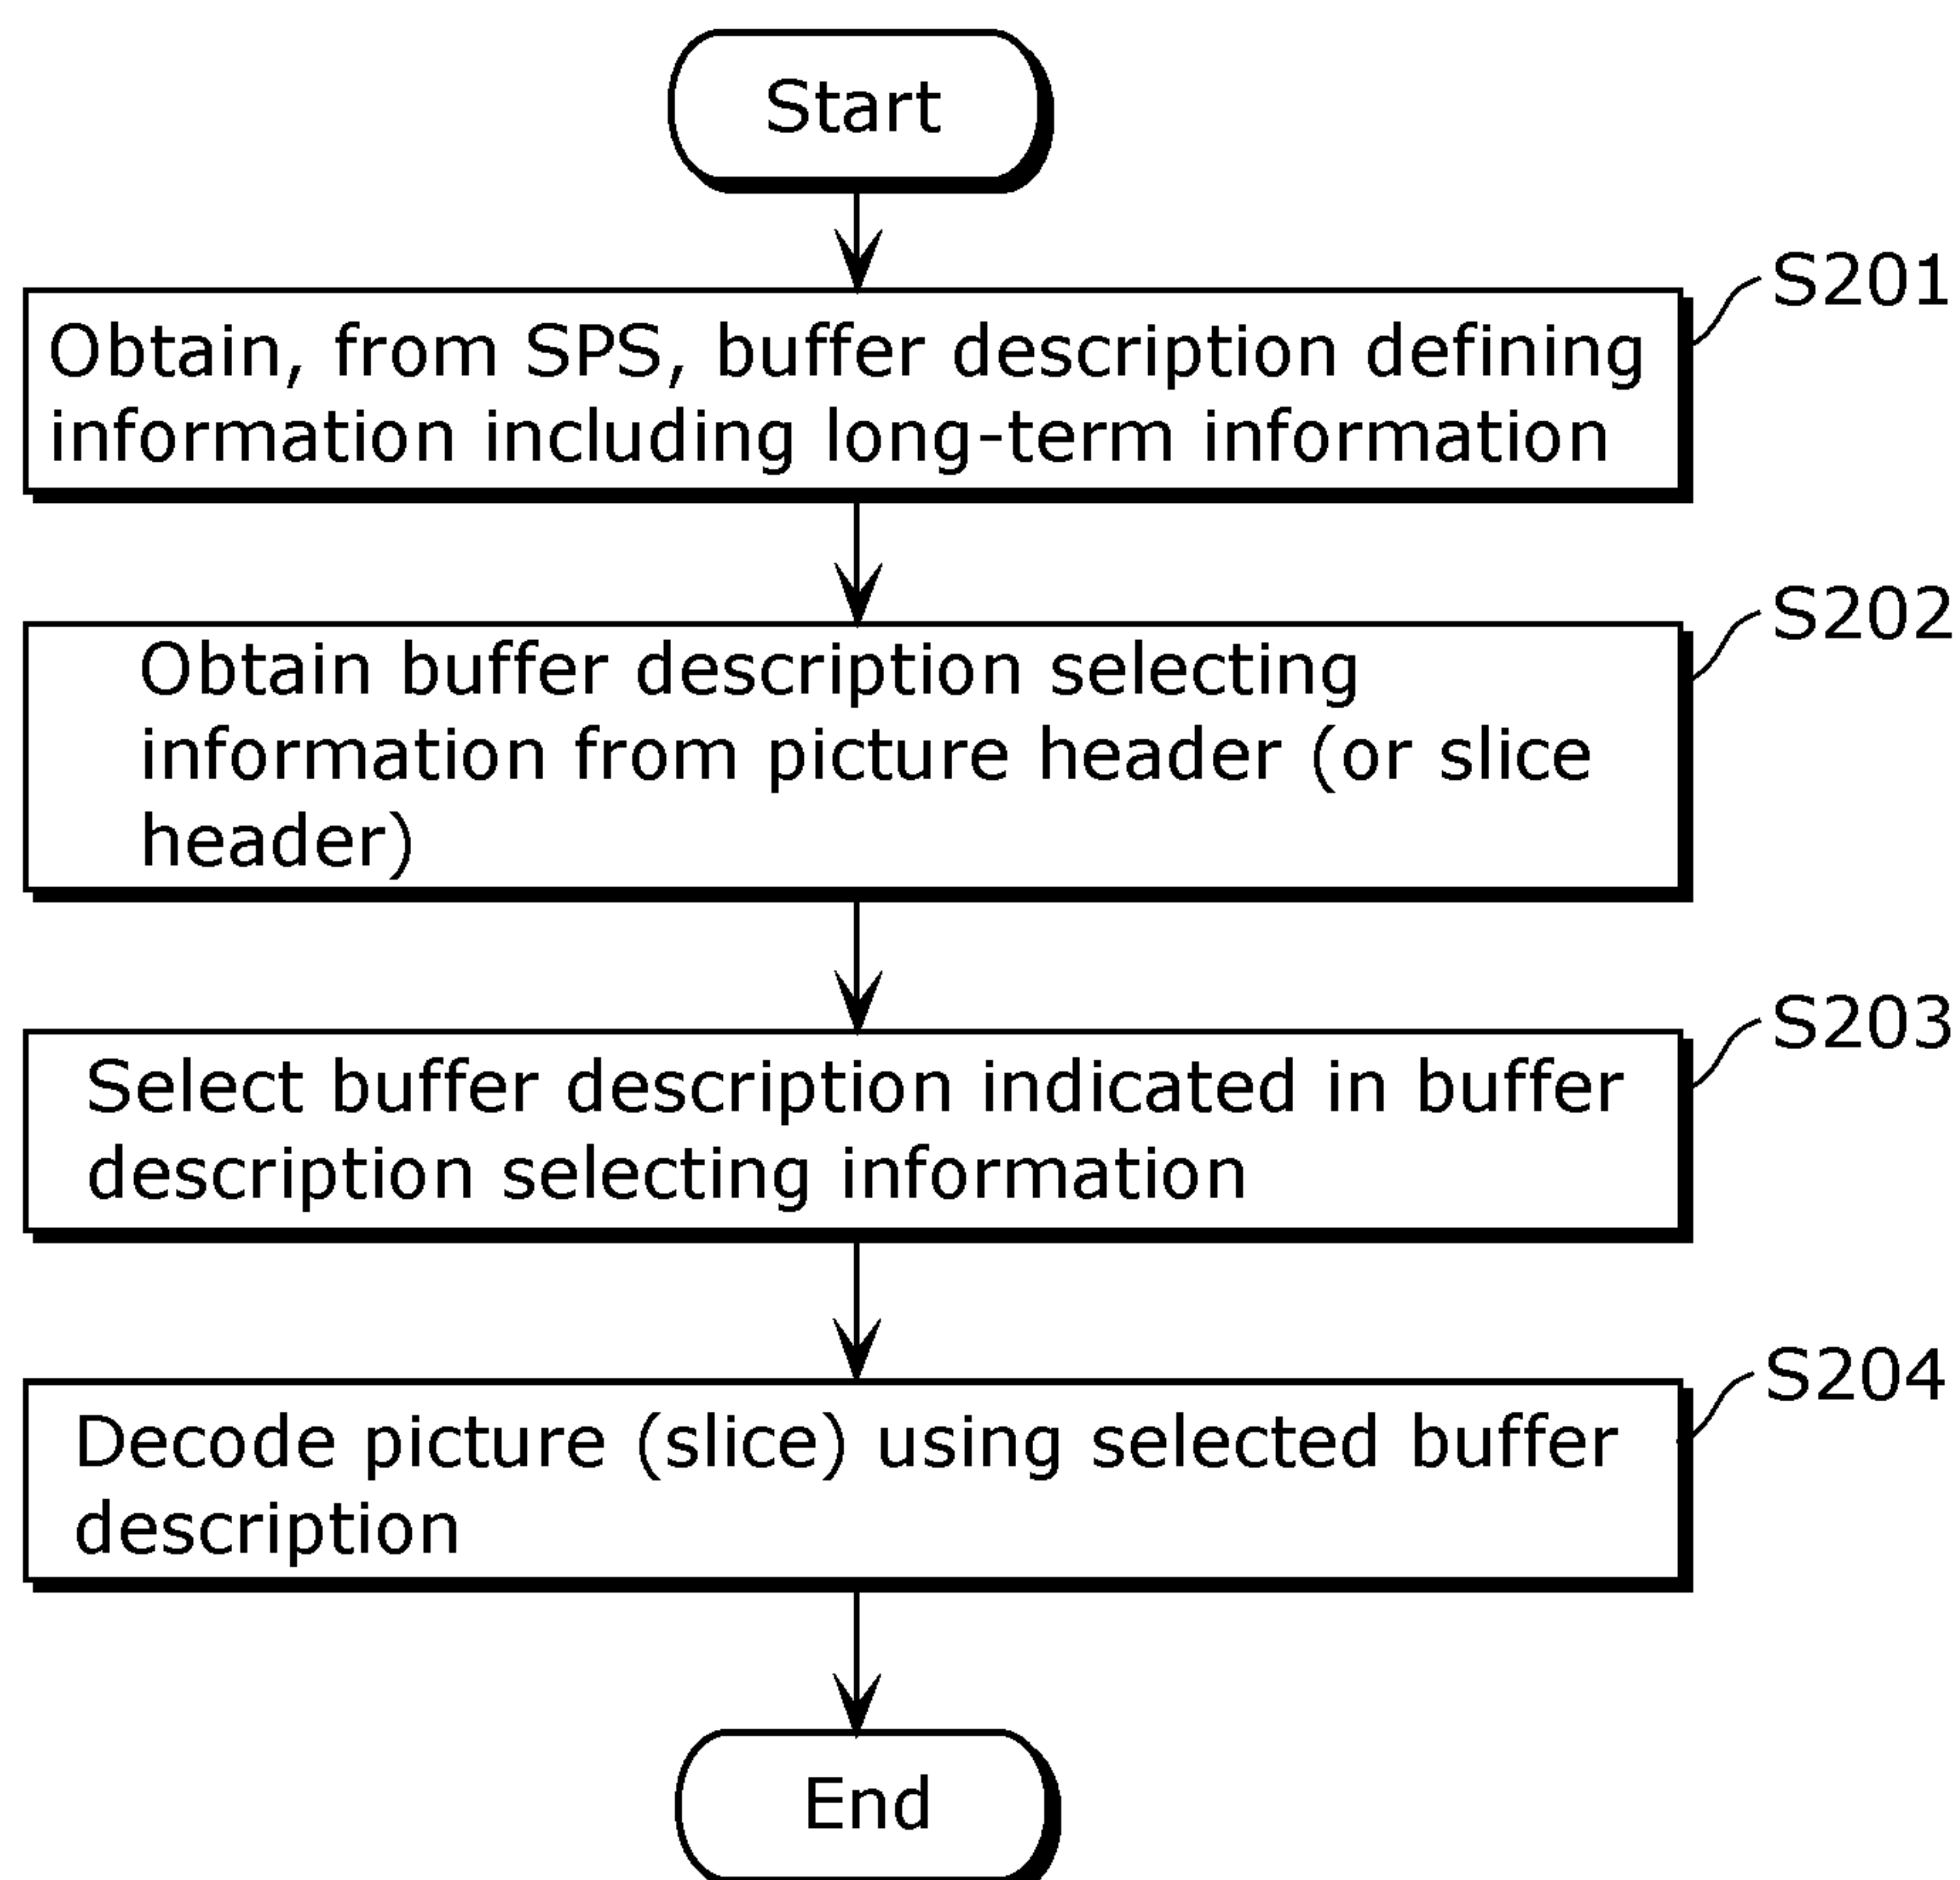 Start
S201
Obtain, from SPS, buffer description defining
information including long-term information
S202
Obtain buffer description selecting
information from picture header (or slice
header)
S203
Select buffer description indicated in buffer
description selecting information
S204
Decode picture (slice) using selected buffer
description
End